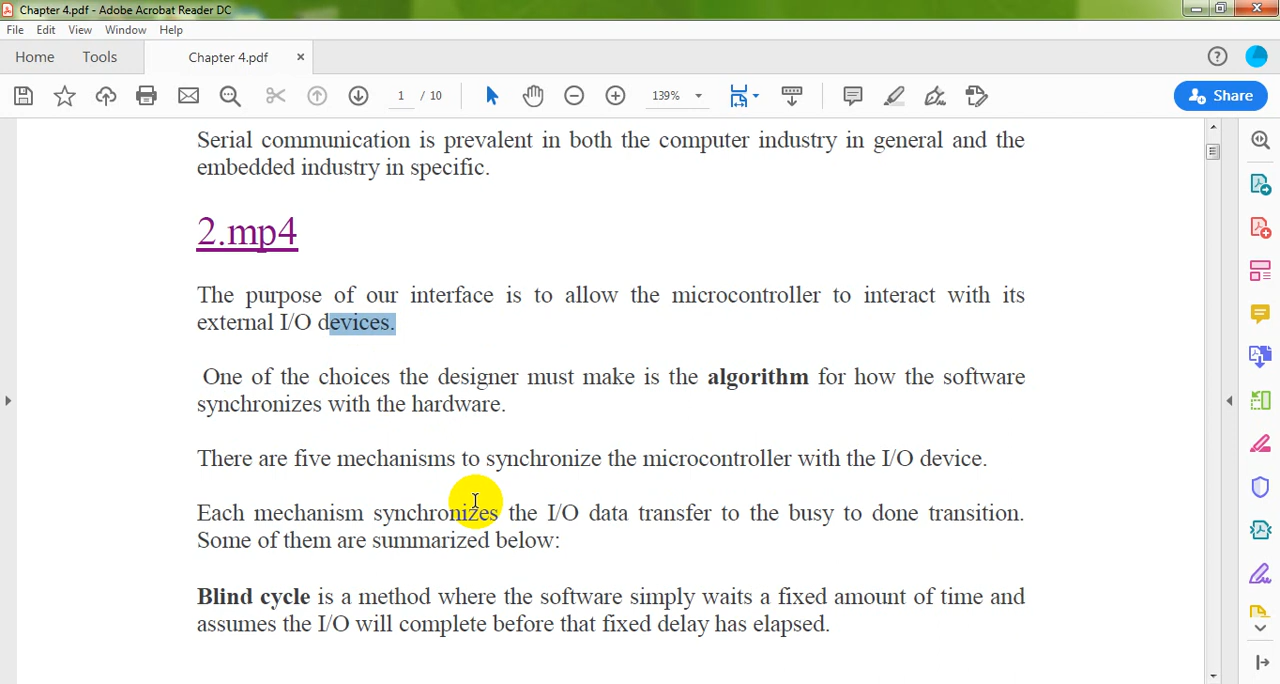 Chapter 4.pdf - Adobe Acrobat Reader DC
File Edit View Window Help
Home Tools Chapter 4.pdf ×
1 / 10 139% Share
Serial communication is prevalent in both the computer industry in general and the
embedded industry in specific.
2.mp4
The purpose of our interface is to allow the microcontroller to interact with its
external I/O devices.
One of the choices the designer must make is the algorithm for how the software
synchronizes with the hardware.
There are five mechanisms to synchronize the microcontroller with the I/O device.
Each mechanism synchronizes the I/O data transfer to the busy to done transition.
Some of them are summarized below:
Blind cycle is a method where the software simply waits a fixed amount of time and
assumes the I/O will complete before that fixed delay has elapsed.